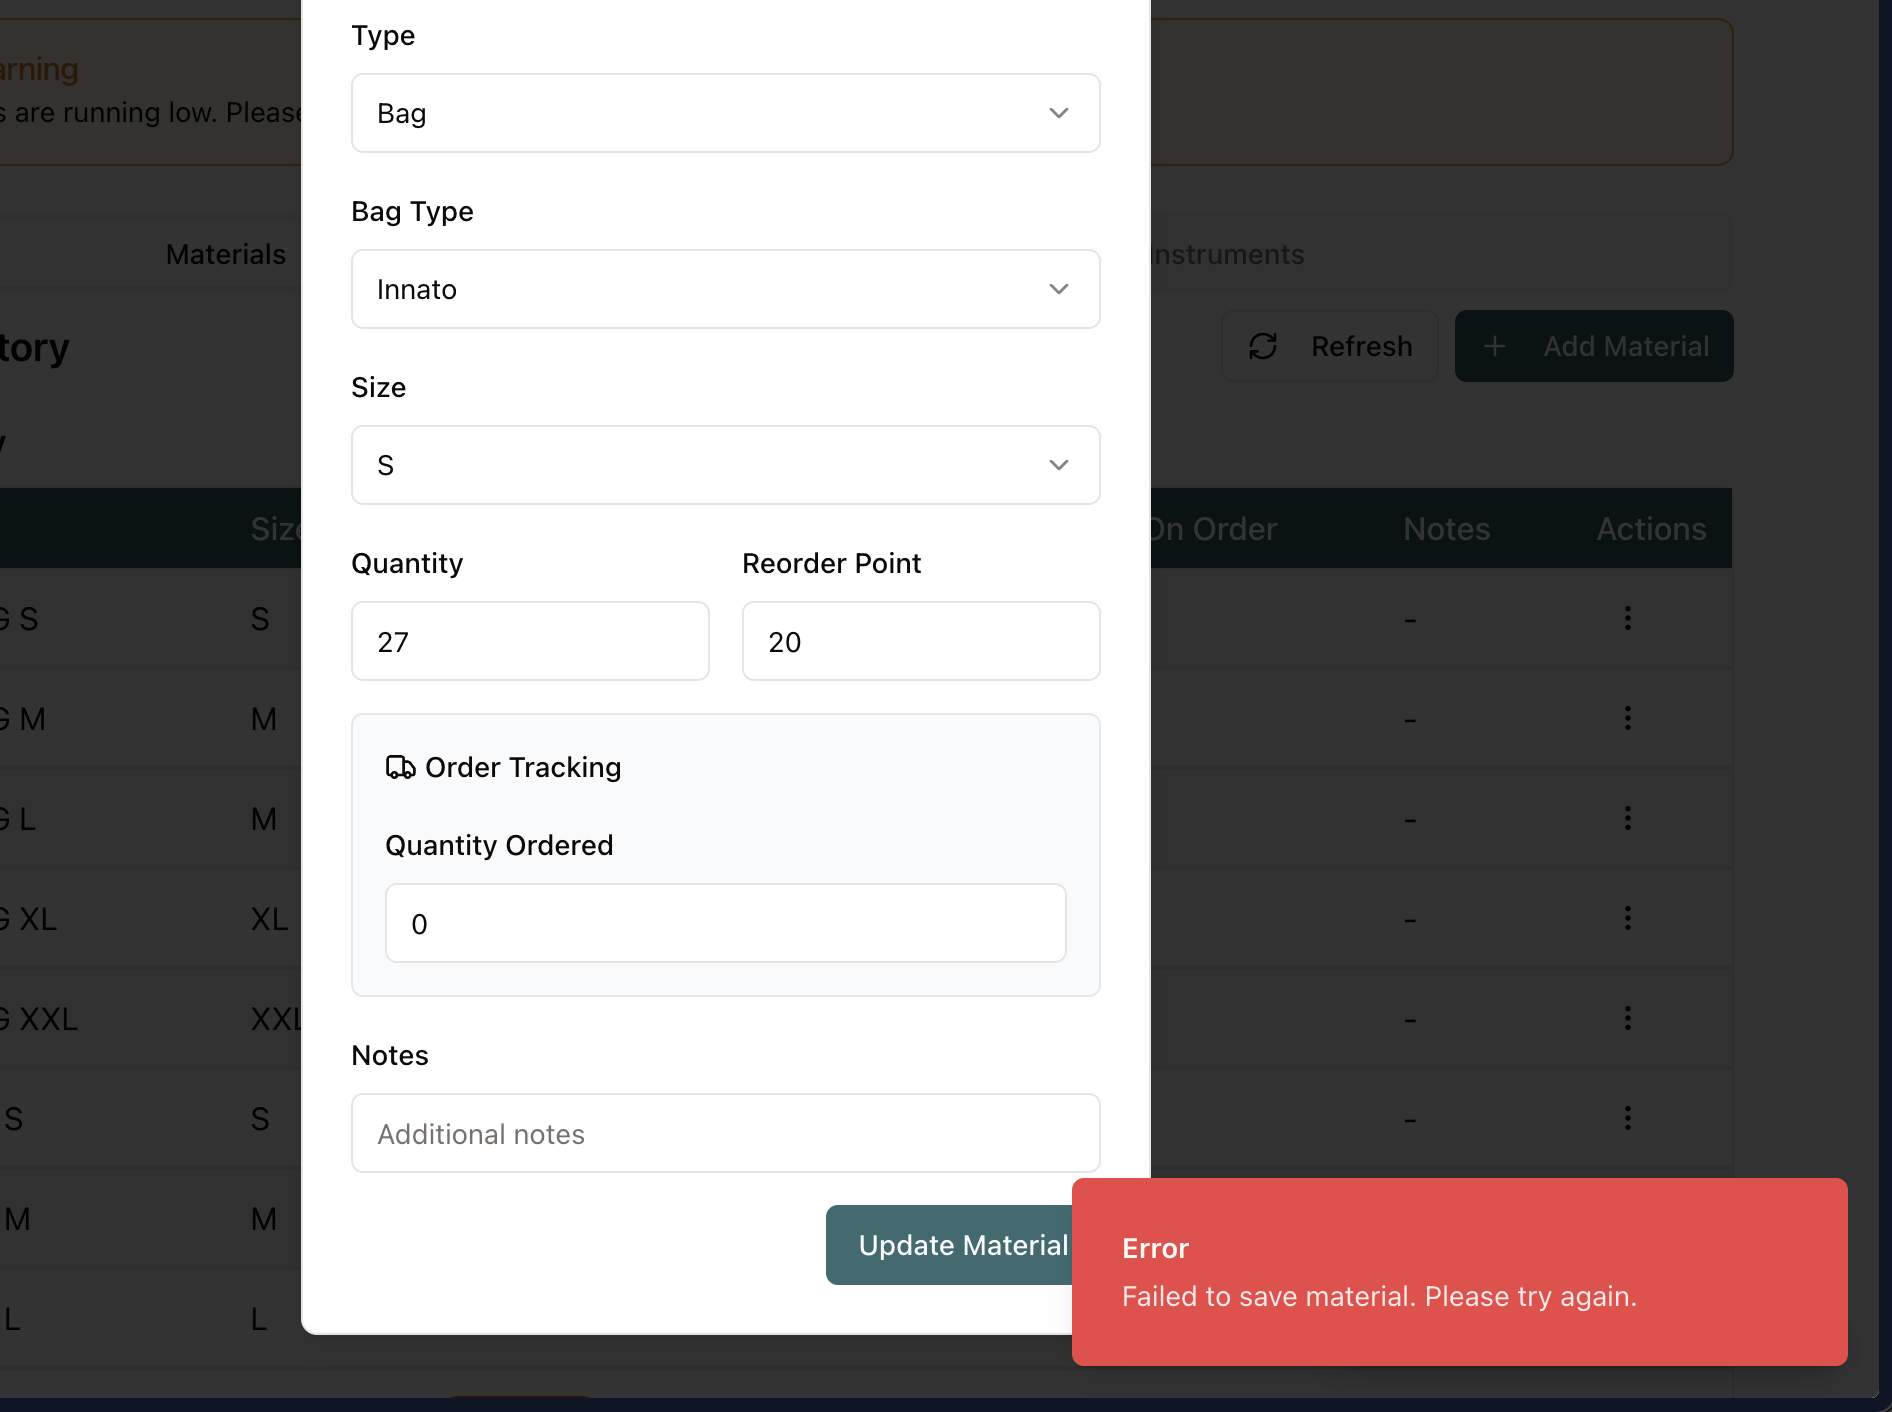 Type
arning
Bag
s are running low. Please
Bag Type
Materials
Innato
Instruments
tory
Refresh
Add Material
Size
S
Size
On Order
Notes
Actions
Quantity
Reorder Point
27
20
G S
S
-
G M
M
-
Order Tracking
G L
M
-
Quantity Ordered
0
G XL
XL
-
G XXL
XXL
-
Notes
Additional notes
S
S
-
M
M
Update Material
Error
Failed to save material. Please try again.
L
L